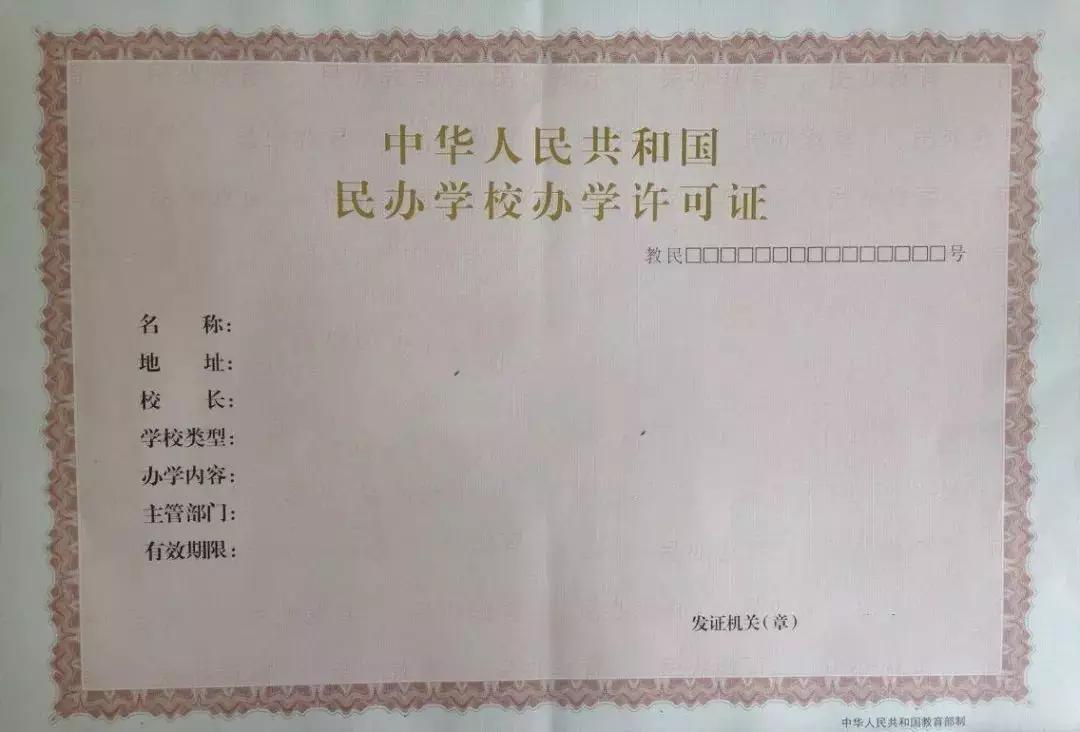 中华人民共和国
民办学校办学许可证
教民□□□□□□□□□□□□□□□号
名 称:
地 址:
校 长:
学校类型:
办学内容:
主管部门:
有效期限:
发证机关(章)
中华人民共和国教育部制